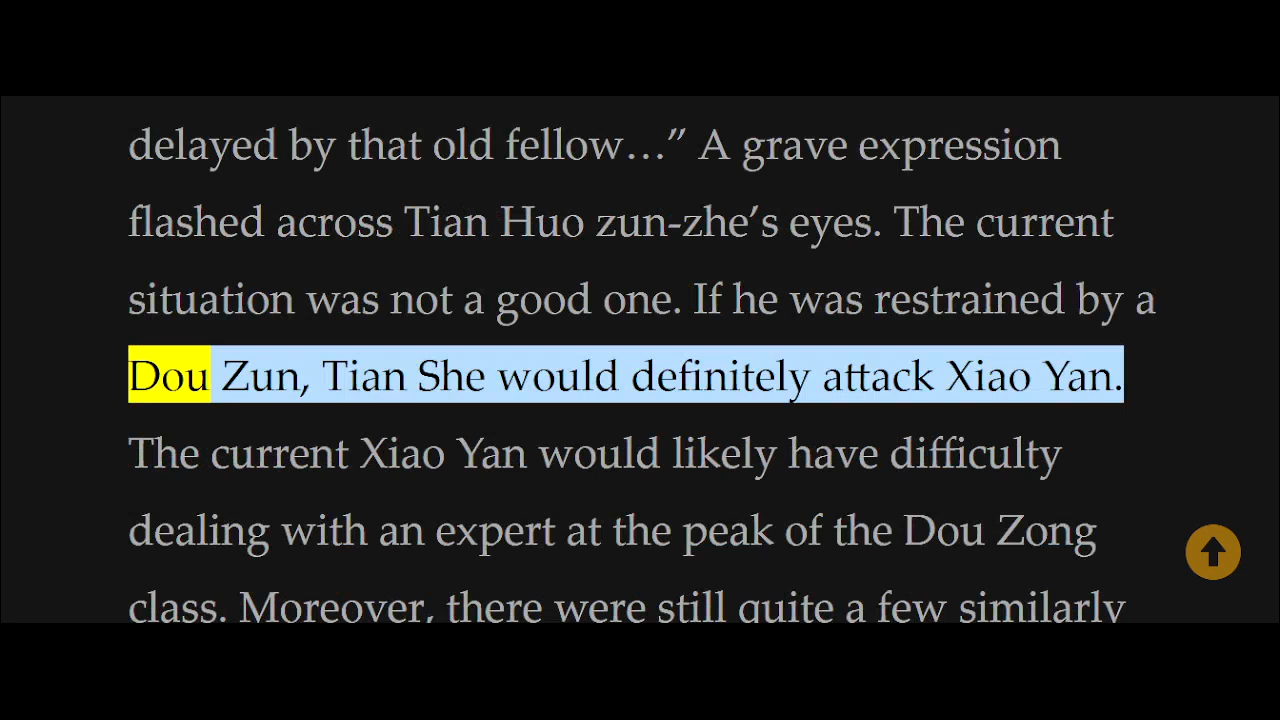 delayed by that old fellow…” A grave expression
flashed across Tian Huo zun-zhe’s eyes. The current
situation was not a good one. If he was restrained by a
Dou Zun, Tian She would definitely attack Xiao Yan.
The current Xiao Yan would likely have difficulty
dealing with an expert at the peak of the Dou Zong
class. Moreover, there were still quite a few similarly